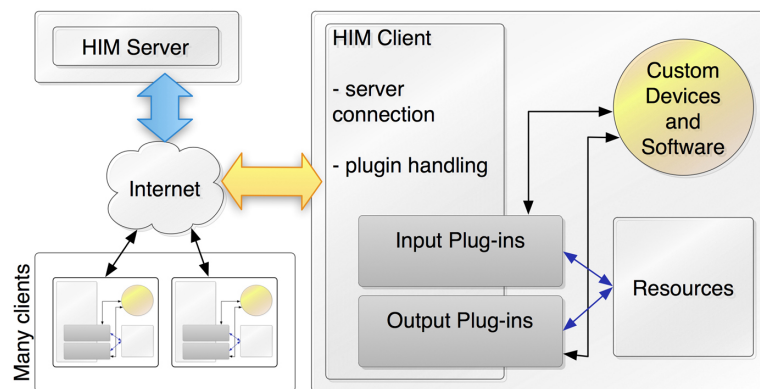 HIM Server
Internet
Many clients
HIM Client
- server
connection
- plugin handling
Input Plug-ins
Output Plug-ins
Custom
Devices
and
Software
Resources